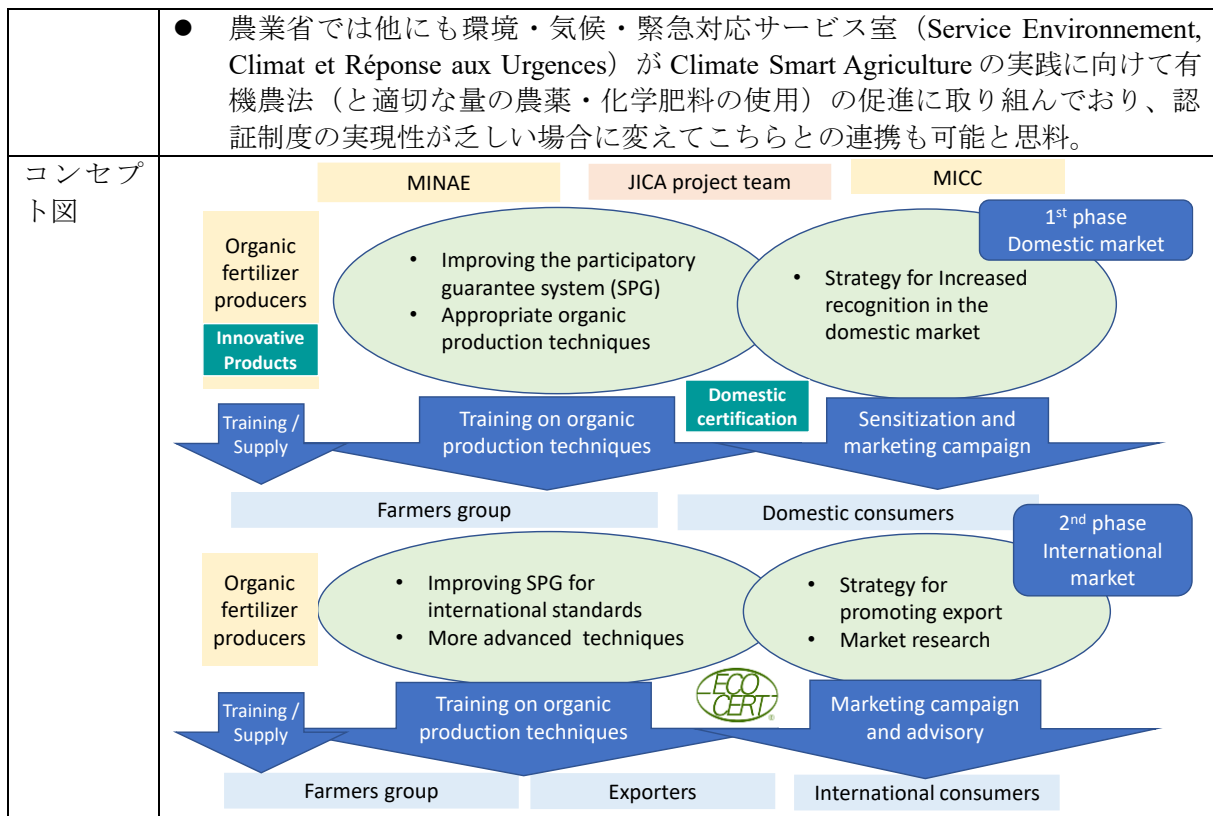 ● 農業省では他にも環境・気候・緊急対応サービス室（Service Environnement,
Climat et Réponse aux Urgences）が Climate Smart Agriculture の実践に向けて有
機農法（と適切な量の農薬・化学肥料の使用）の促進に取り組んでおり、認
証制度の実現性が乏しい場合に変えてこちらとの連携も可能と思料。
コンセプ
ト図
MINAE
JICA project team
MICC
1st phase
Domestic market
Organic
fertilizer
producers
Innovative
Products
• Improving the participatory
guarantee system (SPG)
• Appropriate organic
production techniques
• Strategy for Increased
recognition in the
domestic market
Domestic
certification
Training /
Supply
Training on organic
production techniques
Sensitization and
marketing campaign
Farmers group
Domestic consumers
2nd phase
International
market
Organic
fertilizer
producers
• Improving SPG for
international standards
• More advanced techniques
• Strategy for
promoting export
• Market research
ECO
CERT
®
Training /
Supply
Training on organic
production techniques
Marketing campaign
and advisory
Farmers group
Exporters
International consumers